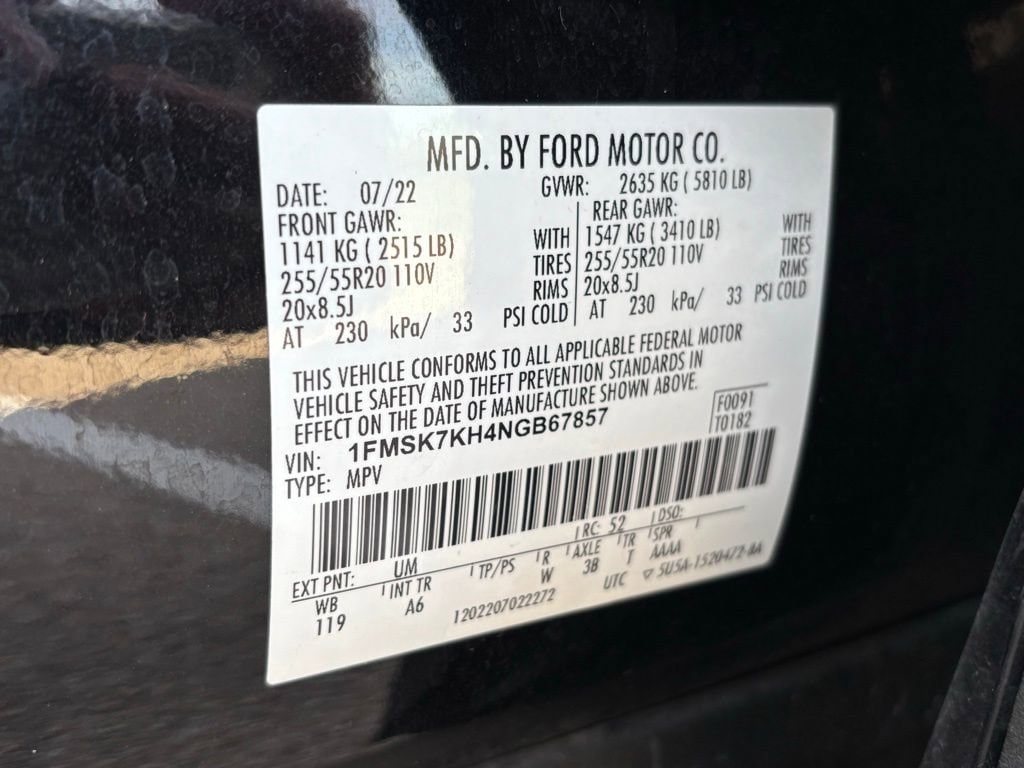 MFD. BY FORD MOTOR CO.
DATE: 07/22 GVWR: 2635 KG ( 5810 LB)
FRONT GAWR: REAR GAWR:
1141 KG ( 2515 LB) WITH 1547 KG ( 3410 LB) WITH
255/55R20 110V TIRES 255/55R20 110V TIRES
20x8.5J RIMS 20x8.5J RIMS
AT 230 kPa/ 33 PSI COLD AT 230 kPa/ 33 PSI COLD
THIS VEHICLE CONFORMS TO ALL APPLICABLE FEDERAL MOTOR
VEHICLE SAFETY AND THEFT PREVENTION STANDARDS IN
EFFECT ON THE DATE OF MANUFACTURE SHOWN ABOVE.
VIN: 1FMSK7KH4NGB67857 F0091
TYPE: MPV T0182
EXT PNT: UM RC: 52 DSO:
WB INT TR TP/PS R AXLE TR SPR
119 A6 W 3B T AAAA
1202207022272 UTC ▽ 5U5A-1520472-BA